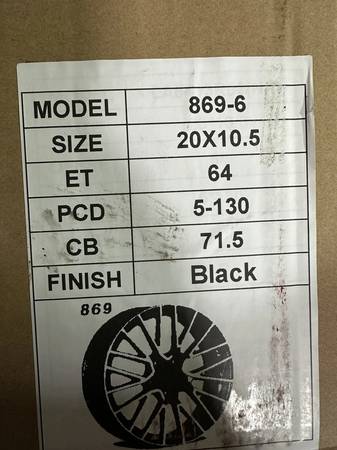 MODEL 869-6
SIZE 20X10.5
ET 64
PCD 5-130
CB 71.5
FINISH Black
869